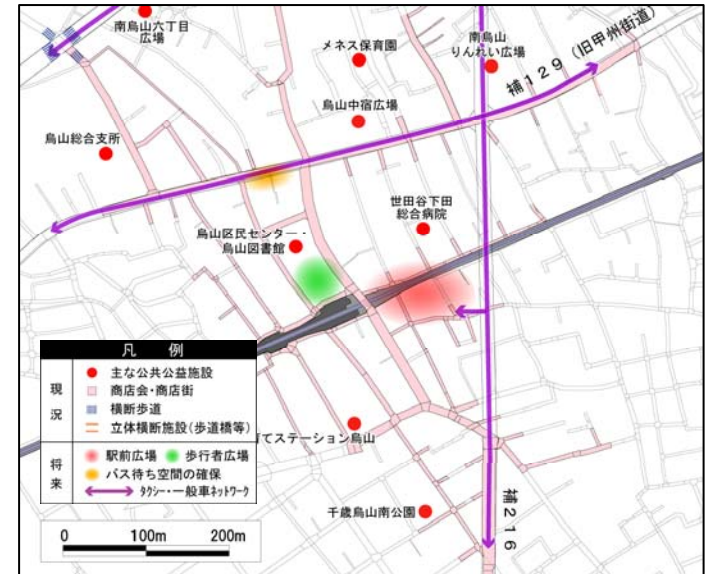 南烏山六丁目
広場
メネス保育園
南烏山
りんれい広場
補129(旧甲州街道)
烏山中宿広場
烏山総合支所
世田谷下田
総合病院
烏山区民センター・
烏山図書館
凡 例
現況
主な公共公益施設
商店会・商店街
横断歩道
立体横断施設(歩道橋等)
将来
駅前広場 歩行者広場
バス待ち空間の確保
タクシー・一般車ネットワーク
育てステーション烏山
千歳烏山南公園
補216
0 100m 200m